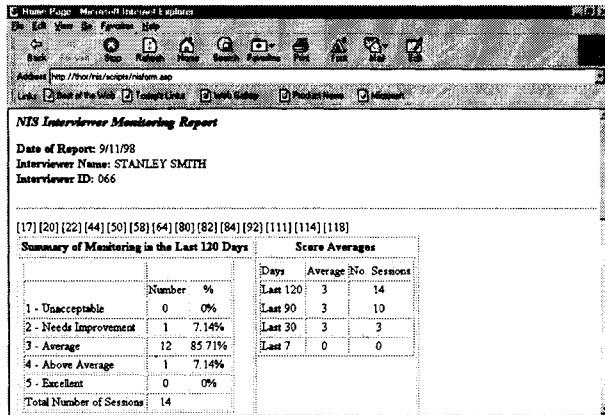 Home Page - Microsoft Internet Explorer
File Edit View Go Favorites Help
Back Stop Refresh Home Search Favorites Print Font Mail Edit
Address http://thor/nis/scripts/nisform.asp
Links Best of the Web Today's Links Web Gallery Product News Microsoft
NIS Interviewer Monitoring Report
Date of Report: 9/11/98
Interviewer Name: STANLEY SMITH
Interviewer ID: 066
[17] [20] [22] [44] [50] [58] [64] [80] [82] [84] [92] [111] [114] [118]
Summary of Monitoring in the Last 120 Days
Number %
1 - Unacceptable 0 0%
2 - Needs Improvement 1 7.14%
3 - Average 12 85.71%
4 - Above Average 1 7.14%
5 - Excellent 0 0%
Total Number of Sessions 14
Score Averages
Days Average No. Sessions
Last 120 3 14
Last 90 3 10
Last 30 3 3
Last 7 0 0